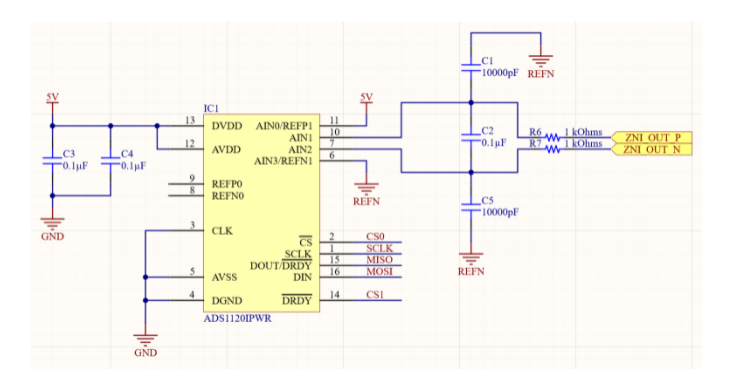 C1
10000pF
REFN
5V
IC1
5V
13
DVDD
AIN0/REFP1
11
AIN1
10
C2
0.1µF
R6
1 kOhms
ZNI_OUT_P
12
AVDD
AIN2
7
R7
1 kOhms
ZNI_OUT_N
C3
0.1µF
C4
0.1µF
AIN3/REFN1
6
9
REFP0
8
REFN0
REFN
C5
10000pF
GND
3
CLK
CS
2
CS0
SCLK
1
SCLK
DOUT/DRDY
15
MISO
5
AVSS
DIN
16
MOSI
REFN
4
DGND
DRDY
14
CS1
ADS1120IPWR
GND